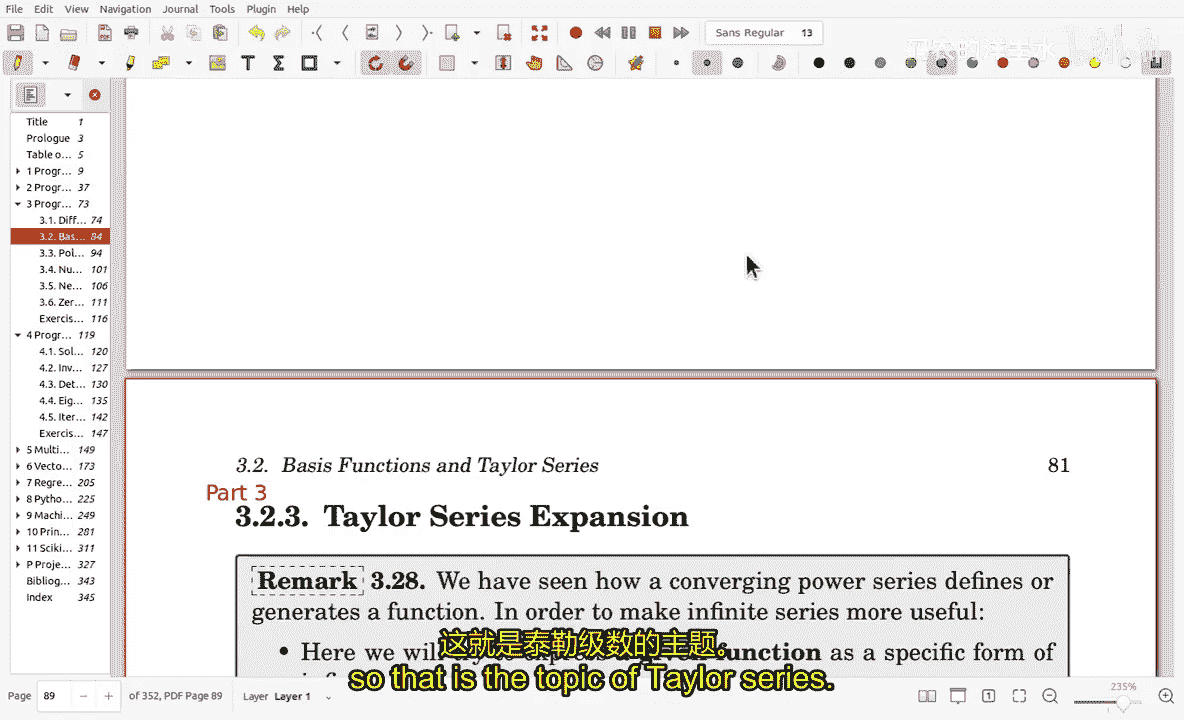 File Edit View Navigation Journal Tools Plugin Help
Sans Regular 13
Title 1
Prologue 3
Table o... 5
1 Progr... 9
2 Progr... 37
3 Progr... 73
3.1. Diff... 74
3.2. Bas... 84
3.3. Pol... 94
3.4. Nu... 101
3.5. Ne... 106
3.6. Zer... 111
Exercis... 116
4 Progr... 119
4.1. Sol... 120
4.2. Inv... 127
4.3. Det... 130
4.4. Eig... 135
4.5. Iter... 142
Exercis... 147
5 Multi... 149
6 Vecto... 173
7 Regre... 205
8 Pytho... 225
9 Machi... 249
10 Prin... 281
11 Sciki... 311
P Proje... 327
Bibliog... 343
Index 345
3.2. Basis Functions and Taylor Series 81
Part 3
3.2.3. Taylor Series Expansion
Remark 3.28. We have seen how a converging power series defines or
generates a function. In order to make infinite series more useful:
• Here we will function as a specific form of
这就是泰勒级数的主题。
so that is the topic of Taylor series.
Page 89 of 352, PDF Page 89 Layer Layer 1 235%